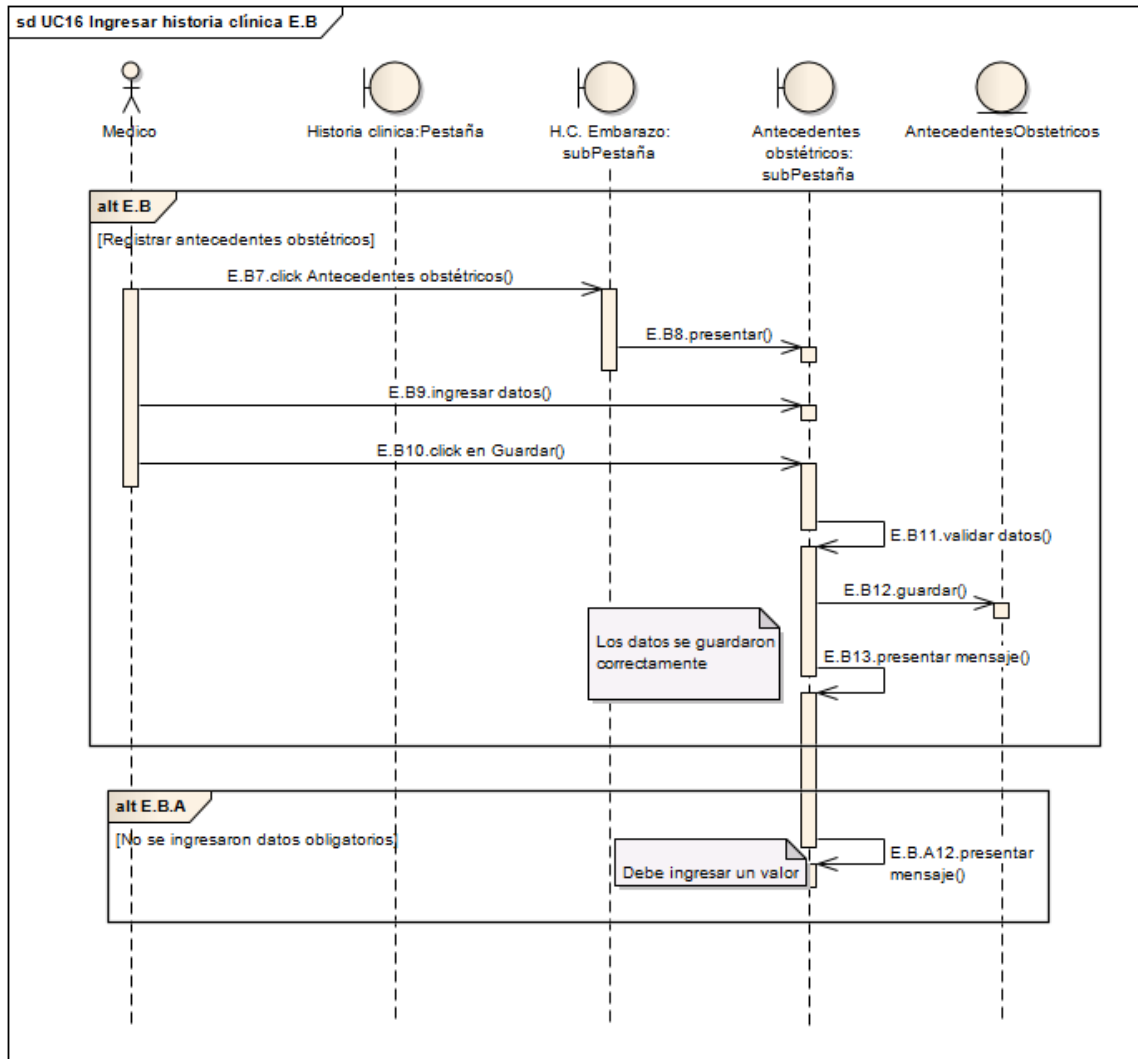 sd UC16 Ingresar historia clínica E.B
Medico
Historia clinica:Pestaña
H.C. Embarazo:
subPestaña
Antecedentes
obstétricos:
subPestaña
AntecedentesObstetricos
alt E.B
[Registrar antecedentes obstétricos]
E.B7.click Antecedentes obstétricos()
E.B8.presentar()
E.B9.ingresar datos()
E.B10.click en Guardar()
E.B11.validar datos()
E.B12.guardar()
Los datos se guardaron
correctamente
E.B13.presentar mensaje()
alt E.B.A
[No se ingresaron datos obligatorios]
Debe ingresar un valor
E.B.A12.presentar
mensaje()